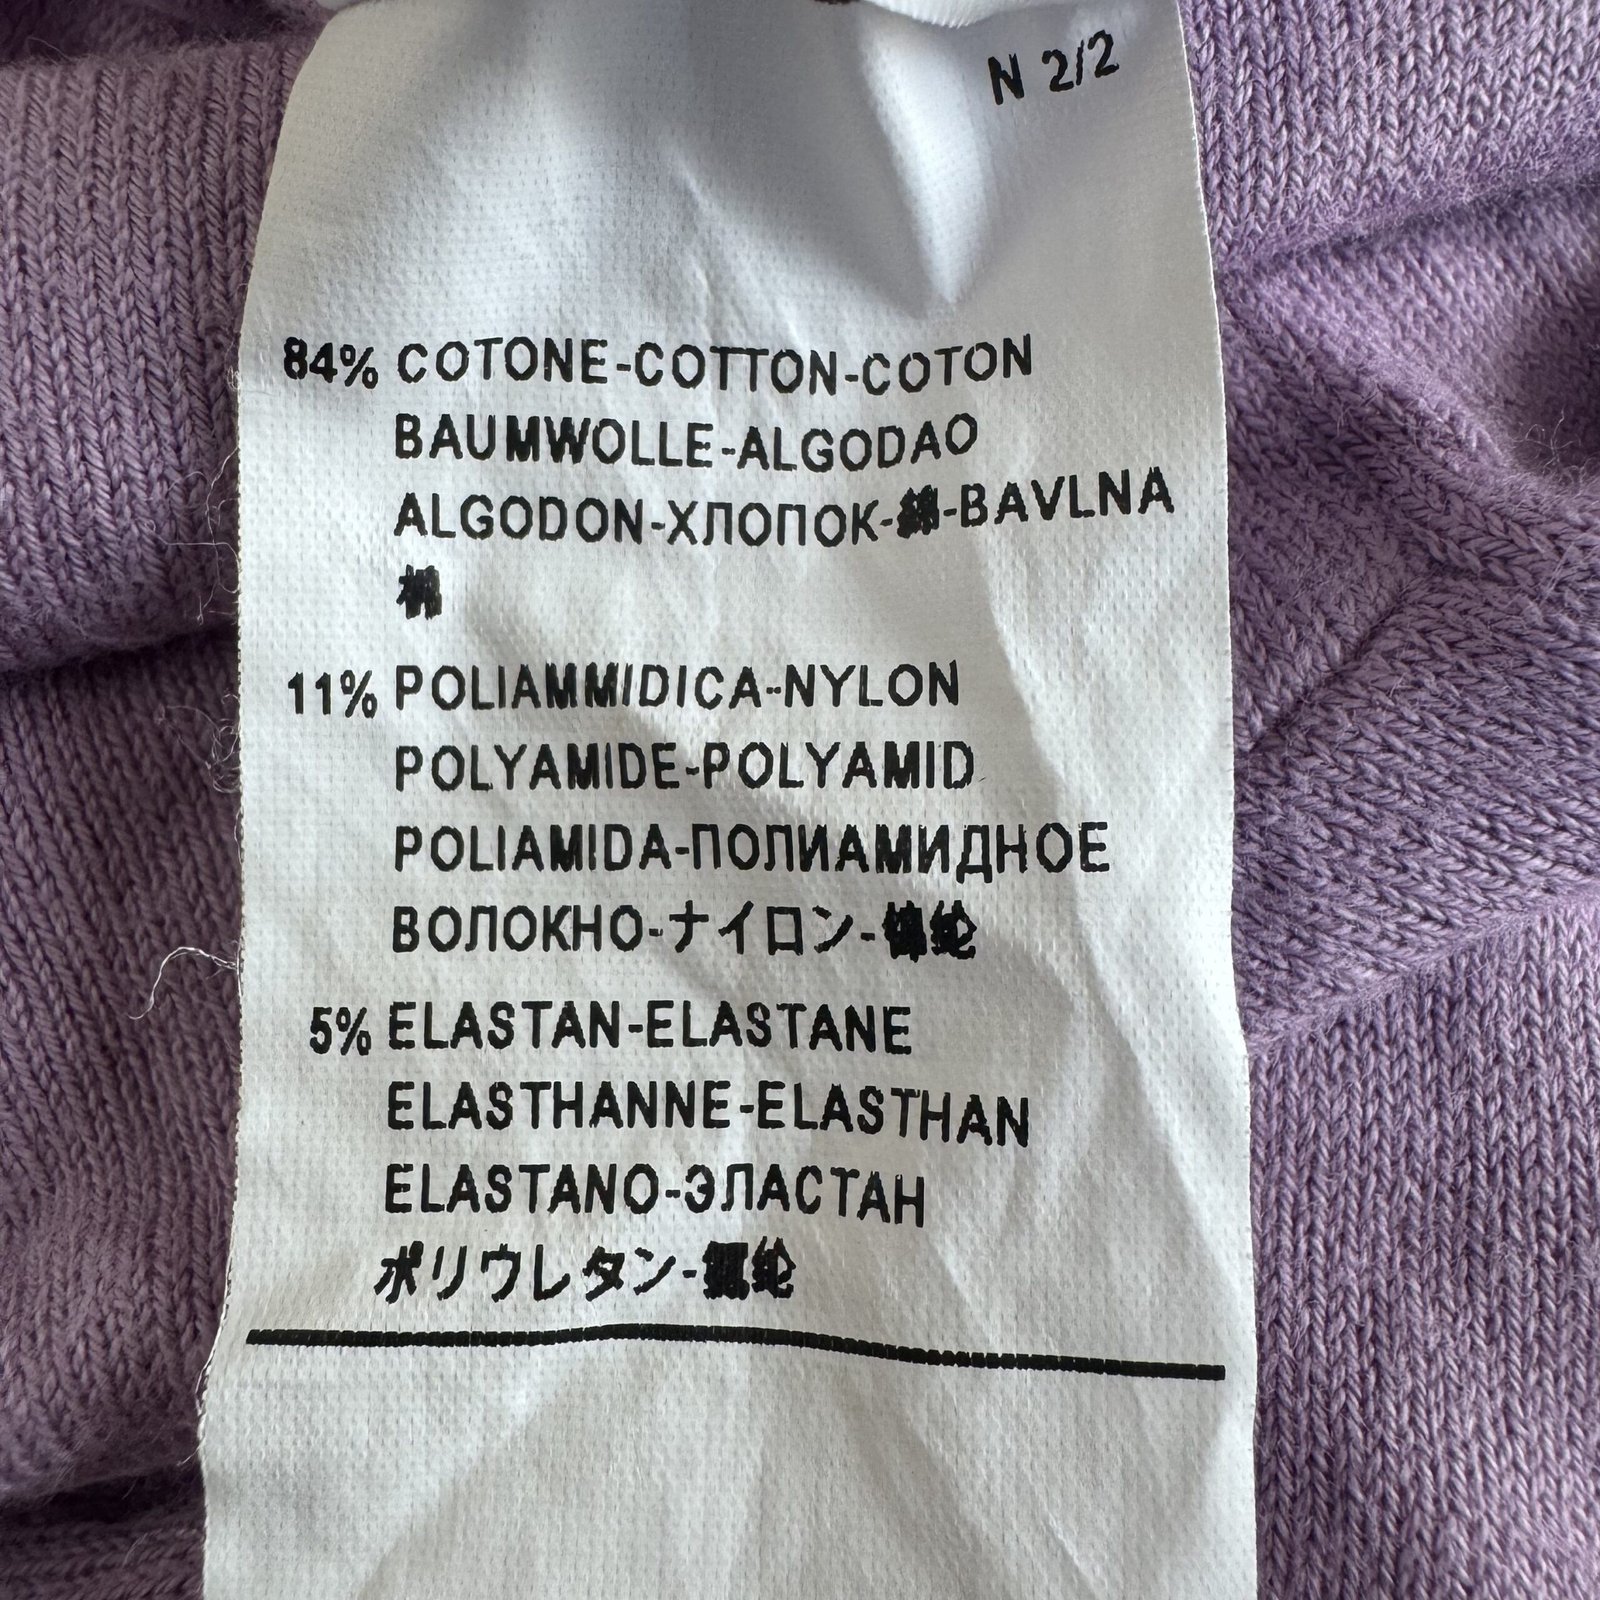 N 2/2
84% COTONE-COTTON-COTON
BAUMWOLLE-ALGODAO
ALGODON-ХЛОПОК-綿-BAVLNA
棉
11% POLIAMMIDICA-NYLON
POLYAMIDE-POLYAMID
POLIAMIDA-ПОЛИАМИДНОЕ
ВОЛОКНО-ナイロン-锦纶
5% ELASTAN-ELASTANE
ELASTHANNE-ELASTHAN
ELASTANO-ЭЛАСТАН
ポリウレタン-氨纶